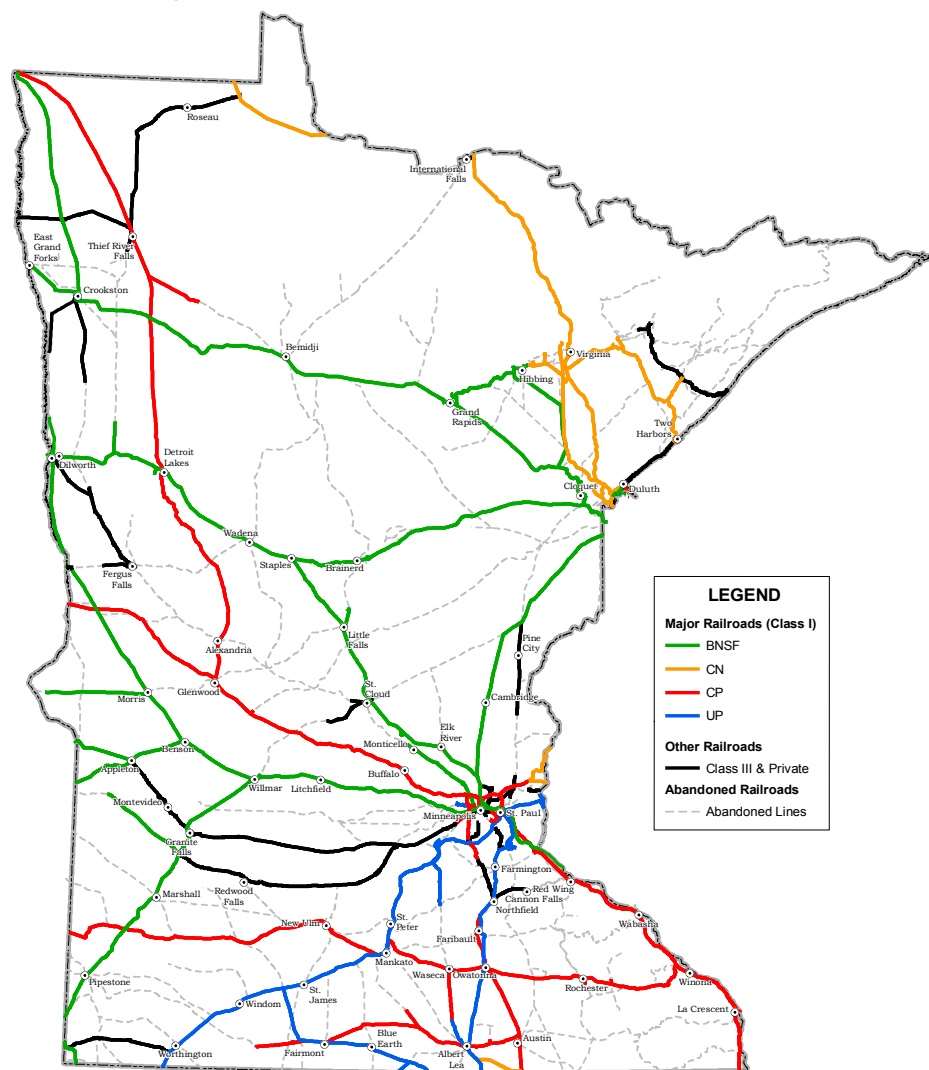 Roseau
International
Falls
East
Grand
Forks
Thief River
Falls
Crookston
Bemidji
Virginia
Hibbing
Grand
Rapids
Two
Harbors
Detroit
Lakes
Dilworth
Cloquet
Duluth
Wadena
Staples
Brainerd
Fergus
Falls
LEGEND
Major Railroads (Class I)
BNSF
CN
CP
UP
Other Railroads
Class III & Private
Abandoned Railroads
Abandoned Lines
Pine
City
Little
Falls
Alexandria
Glenwood
St.
Cloud
Morris
Cambridge
Elk
River
Monticello
Benson
Buffalo
Appleton
Willmar
Litchfield
Montevideo
Minneapolis
St. Paul
Granite
Falls
Farmington
Redwood
Falls
Red Wing
Cannon Falls
Marshall
Northfield
New Ulm
St.
Peter
Wabasha
Faribault
Mankato
Waseca
Owatonna
Pipestone
Rochester
Winona
St.
James
Windom
La Crescent
Blue
Earth
Worthington
Fairmont
Albert
Lea
Austin